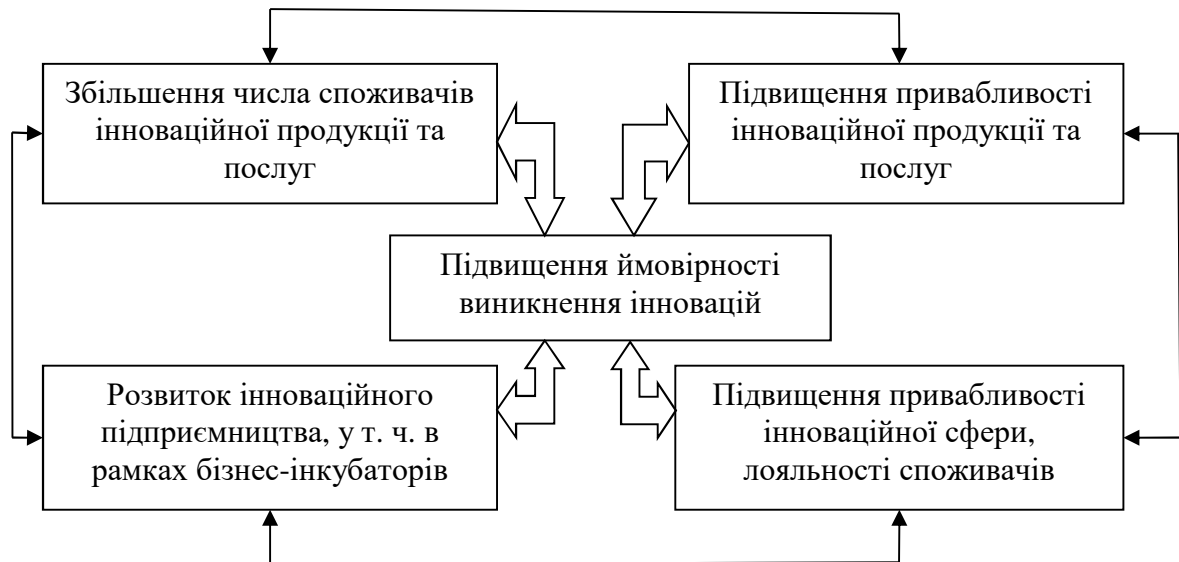 Збільшення числа споживачів
інноваційної продукції та
послуг
Підвищення привабливості
інноваційної продукції та
послуг
Підвищення ймовірності
виникнення інновацій
Розвиток інноваційного
підприємництва, у т. ч. в
рамках бізнес-інкубаторів
Підвищення привабливості
інноваційної сфери,
лояльності споживачів